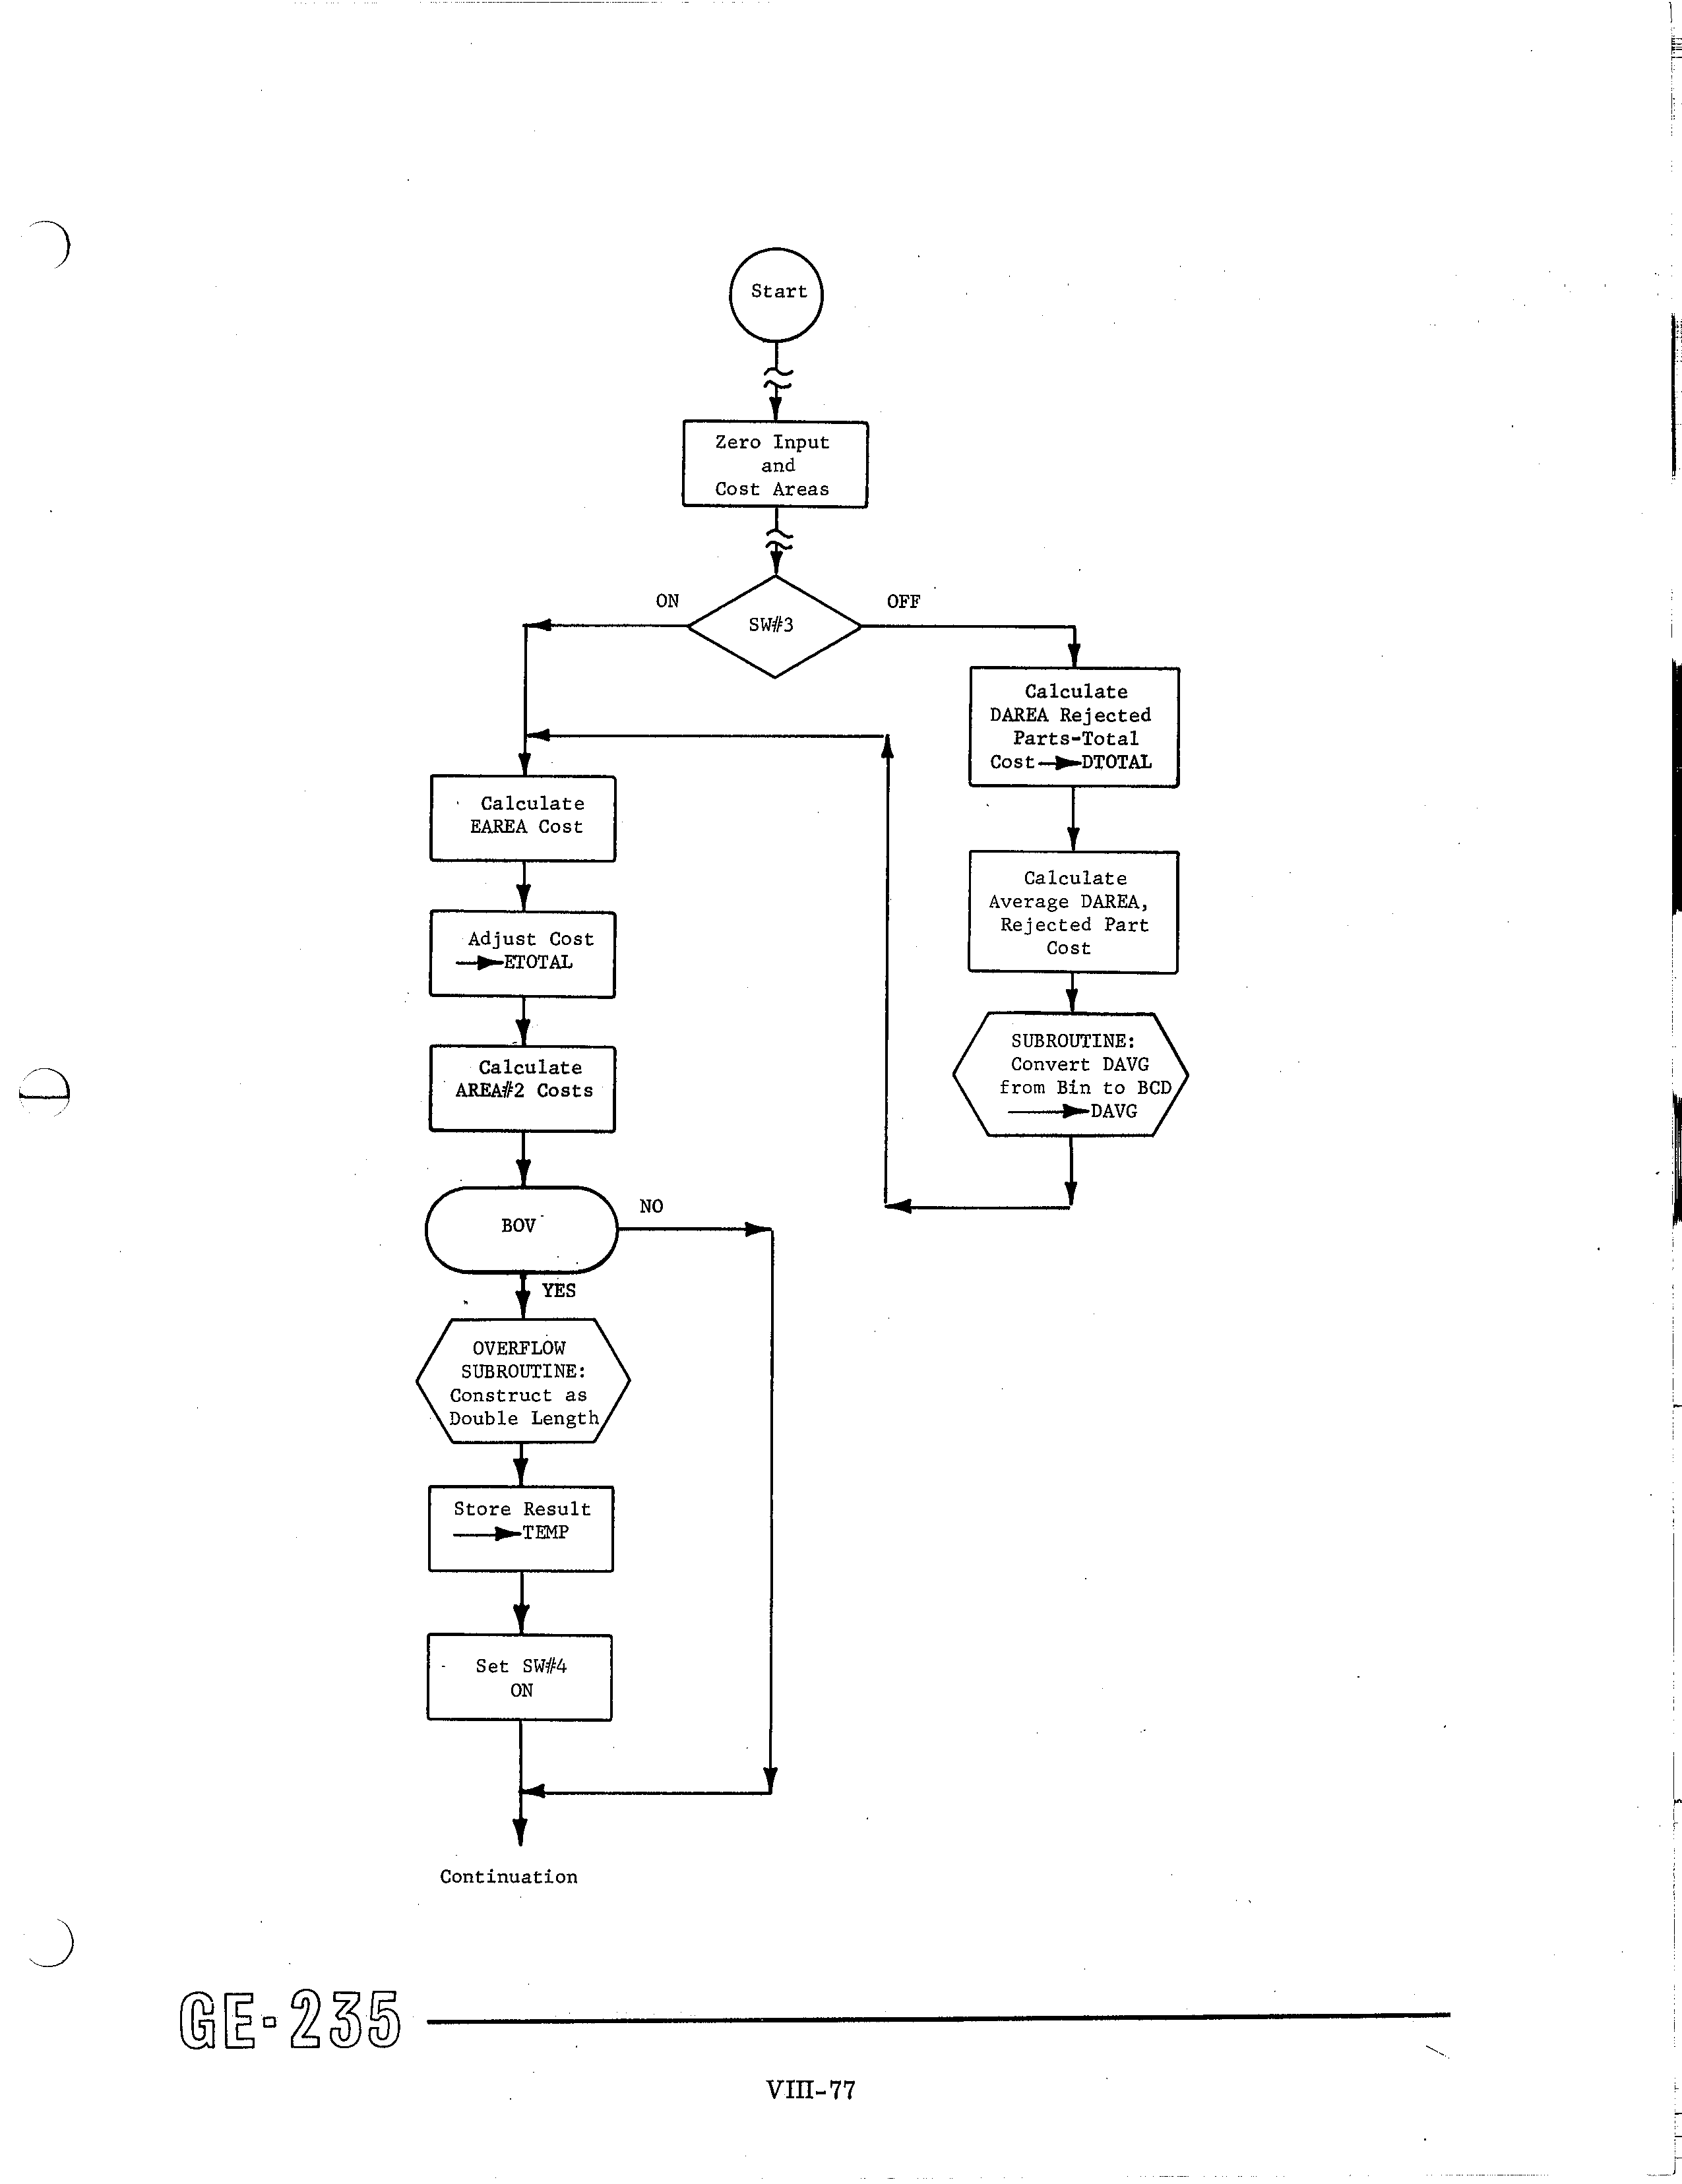 Start
Zero Input
and
Cost Areas
ON
OFF
SW#3
Calculate
DAREA Rejected
Parts-Total
Cost→DTOTAL
Calculate
Average DAREA,
Rejected Part
Cost
SUBROUTINE:
Convert DAVG
from Bin to BCD
→DAVG
Calculate
EAREA Cost
Adjust Cost
→ETOTAL
Calculate
AREA#2 Costs
BOV
NO
YES
OVERFLOW
SUBROUTINE:
Construct as
Double Length
Store Result
→TEMP
Set SW#4
ON
Continuation
GE-235
VIII-77